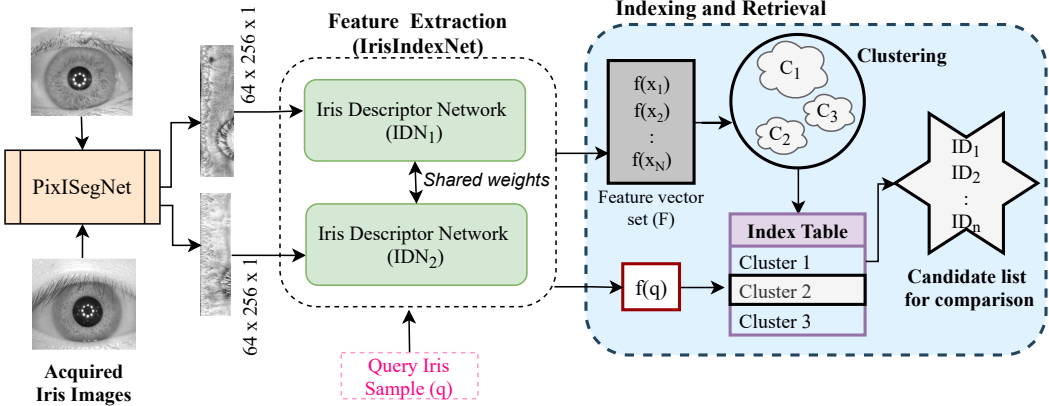 Feature Extraction
(IrisIndexNet)
Indexing and Retrieval
64 x 256 x 1
Iris Descriptor Network
(IDN1)
Shared weights
Iris Descriptor Network
(IDN2)
64 x 256 x 1
PixISegNet
Acquired
Iris Images
Query Iris
Sample (q)
f(x1)
f(x2)
:
f(xN)
Feature vector
set (F)
Clustering
C1
C3
C2
f(q)
Index Table
Cluster 1
Cluster 2
Cluster 3
ID1
ID2
:
IDn
Candidate list
for comparison